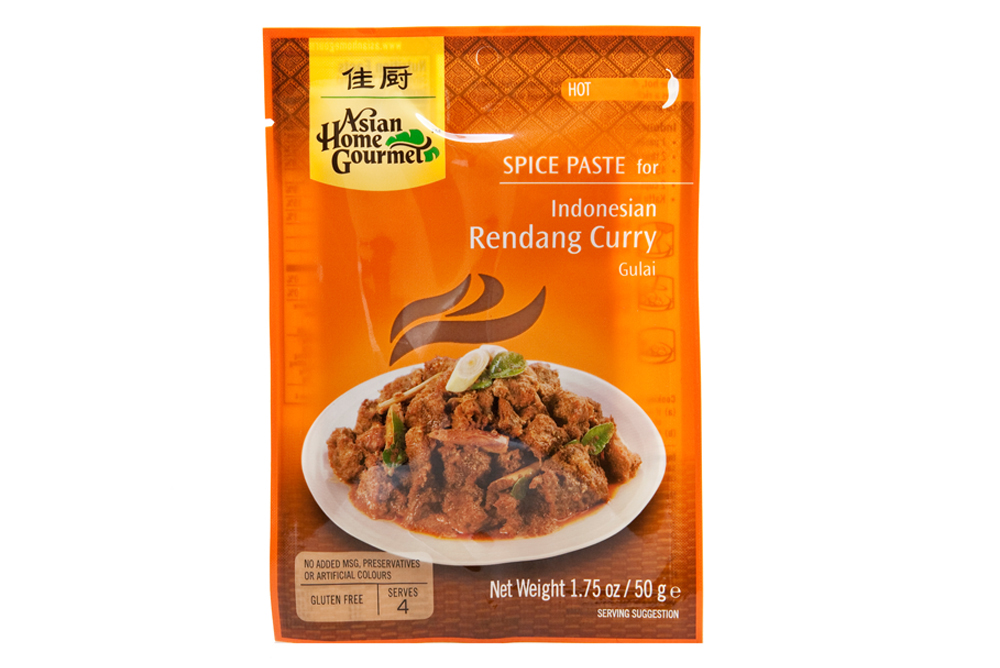 佳厨
Asian
Home
Gourmet
HOT
SPICE PASTE for
Indonesian
Rendang Curry
Gulai
NO ADDED MSG, PRESERVATIVES
OR ARTIFICIAL COLOURS
GLUTEN FREE
SERVES
4
Net Weight 1.75 oz / 50 g e
SERVING SUGGESTION